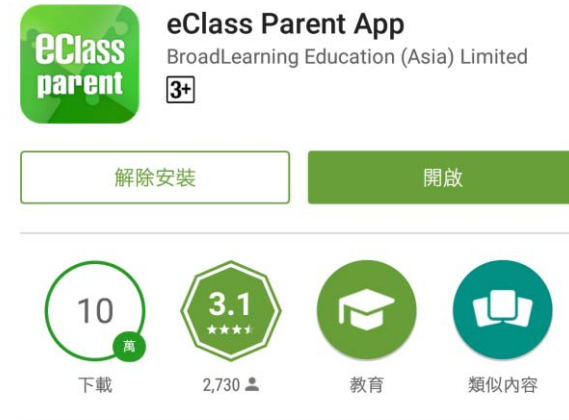 eClass
parent
eClass Parent App
BroadLearning Education (Asia) Limited
3+
解除安裝
開啟
10
萬
下載
3.1
2,730
教育
類似內容